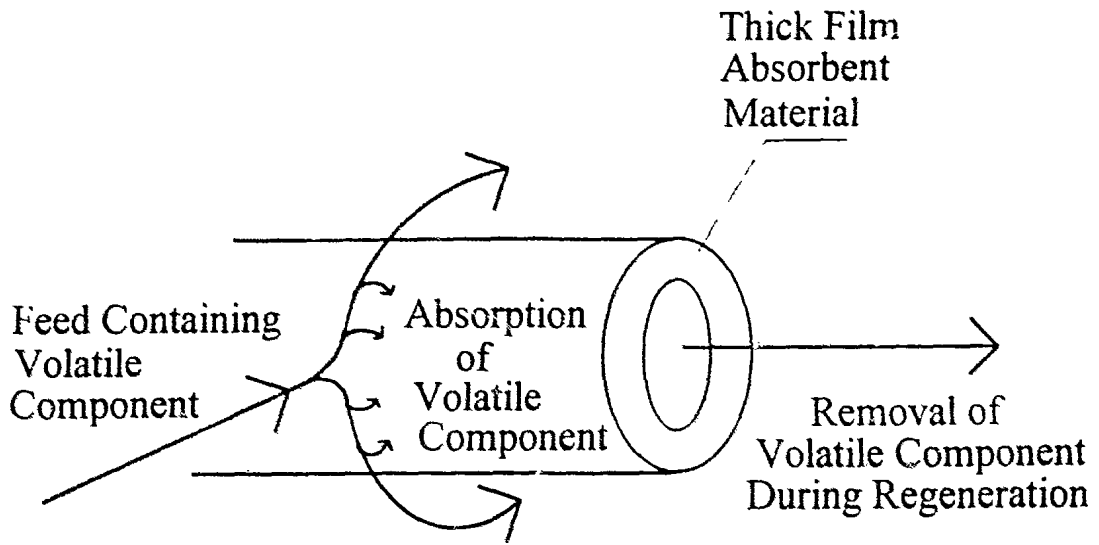 Thick Film
Absorbent
Material
Feed Containing
Volatile
Component
Absorption
of
Volatile
Component
Removal of
Volatile Component
During Regeneration